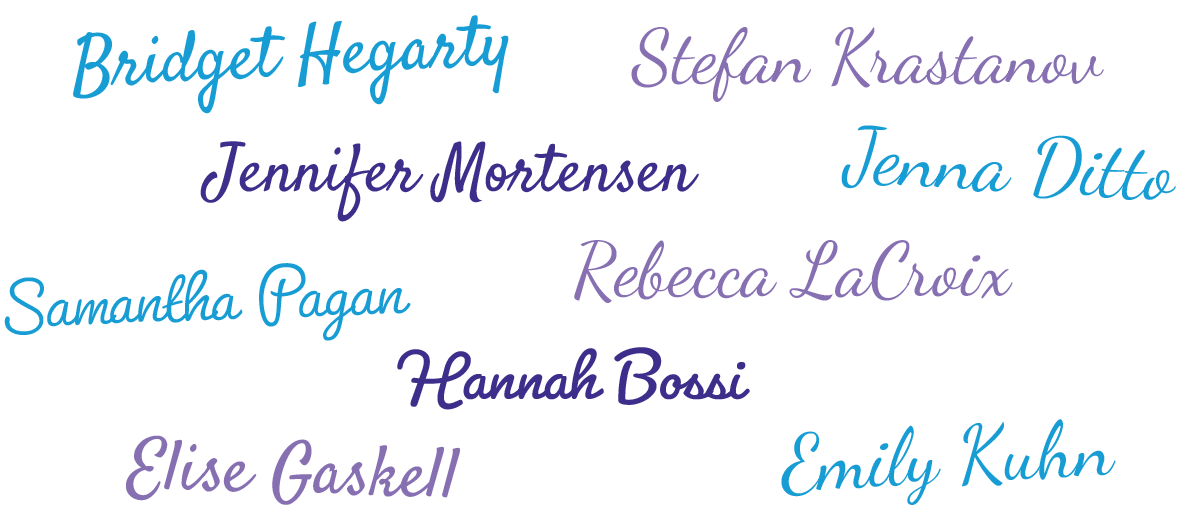 Bridget Hegarty
Stefan Krastanov
Jennifer Mortensen
Jenna Ditto
Samantha Pagan
Rebecca LaCroix
Hannah Bossi
Elise Gaskell
Emily Kuhn